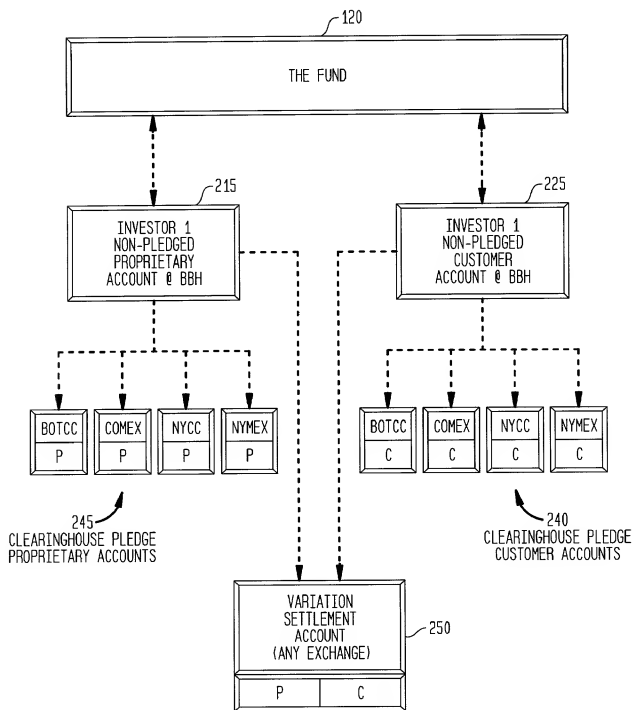 120
THE FUND
215
INVESTOR 1
NON-PLEDGED
PROPRIETARY
ACCOUNT @ BBH
225
INVESTOR 1
NON-PLEDGED
CUSTOMER
ACCOUNT @ BBH
BOTCC
P
COMEX
P
NYCC
P
NYMEX
P
BOTCC
C
COMEX
C
NYCC
C
NYMEX
C
245
CLEARINGHOUSE PLEDGE
PROPRIETARY ACCOUNTS
240
CLEARINGHOUSE PLEDGE
CUSTOMER ACCOUNTS
VARIATION
SETTLEMENT
ACCOUNT
(ANY EXCHANGE)
250
P
C